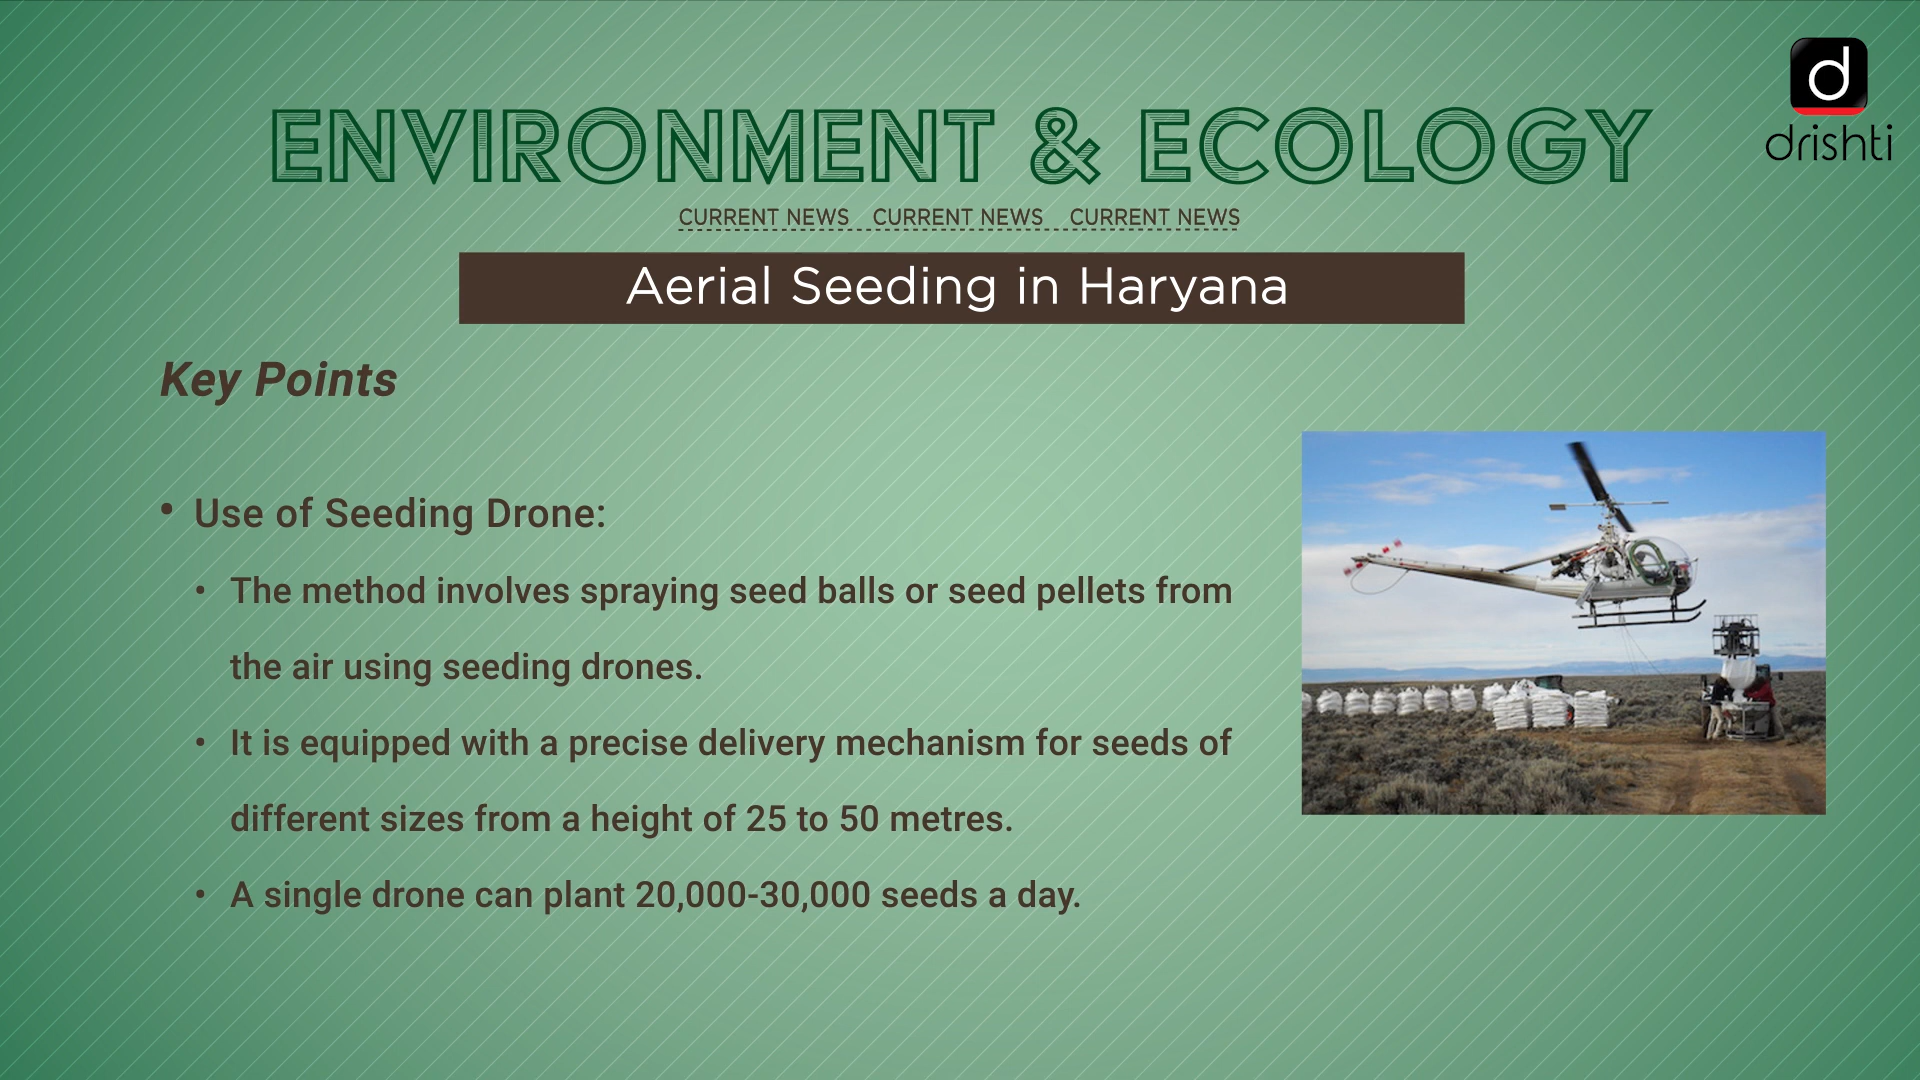 d
drishti
ENVIRONMENT & ECOLOGY
CURRENT NEWS CURRENT NEWS CURRENT NEWS
Aerial Seeding in Haryana
Key Points
• Use of Seeding Drone:
• The method involves spraying seed balls or seed pellets from
the air using seeding drones.
• It is equipped with a precise delivery mechanism for seeds of
different sizes from a height of 25 to 50 metres.
• A single drone can plant 20,000-30,000 seeds a day.